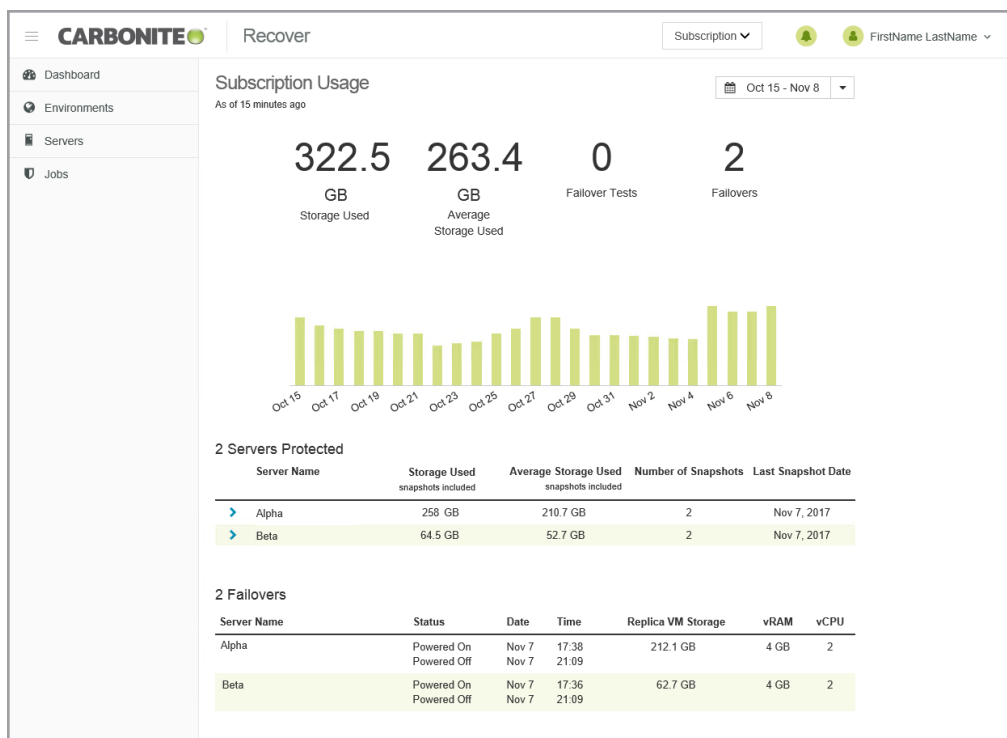 CARBONITE Recover Subscription FirstName LastName
Dashboard
Environments
Servers
Jobs
Subscription Usage
As of 15 minutes ago
Oct 15 - Nov 8
322.5 263.4 0 2
GB GB Failover Tests Failovers
Storage Used Average
Storage Used
Oct 15 Oct 17 Oct 19 Oct 21 Oct 23 Oct 25 Oct 27 Oct 29 Oct 31 Nov 2 Nov 4 Nov 6 Nov 8
2 Servers Protected
Server Name Storage Used Average Storage Used Number of Snapshots Last Snapshot Date
snapshots included snapshots included
Alpha 258 GB 210.7 GB 2 Nov 7, 2017
Beta 64.5 GB 52.7 GB 2 Nov 7, 2017
2 Failovers
Server Name Status Date Time Replica VM Storage vRAM vCPU
Alpha Powered On Nov 7 17:38 212.1 GB 4 GB 2
Powered Off Nov 7 21:09
Beta Powered On Nov 7 17:36 62.7 GB 4 GB 2
Powered Off Nov 7 21:09